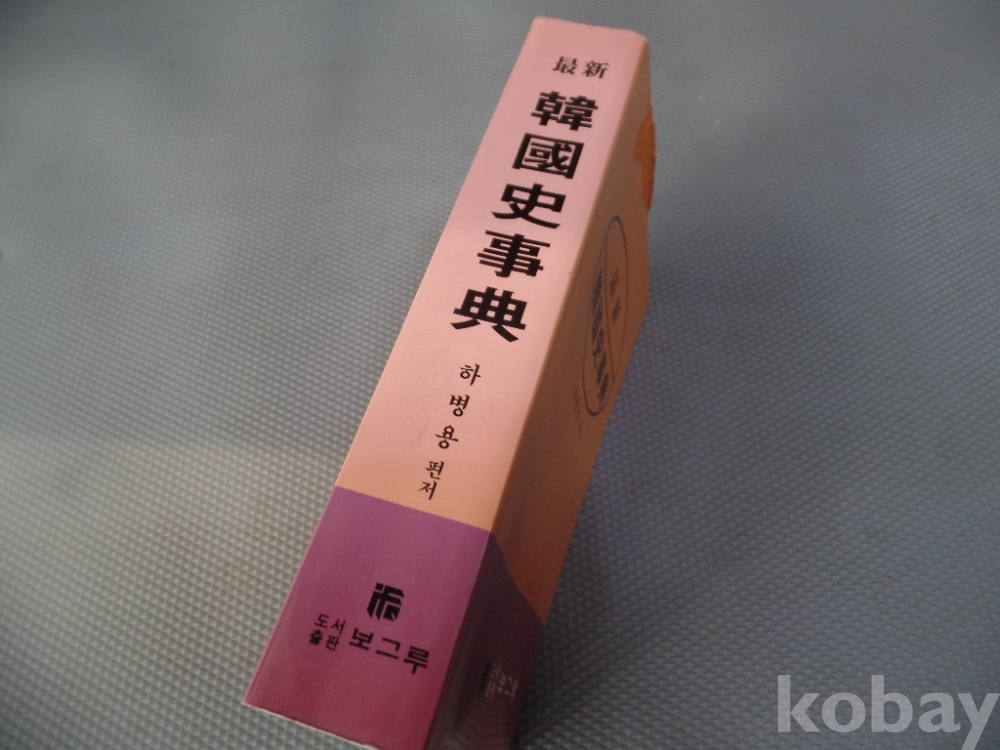 最新
韓國史事典
하병용 편저
도서출판
보그루
kobay